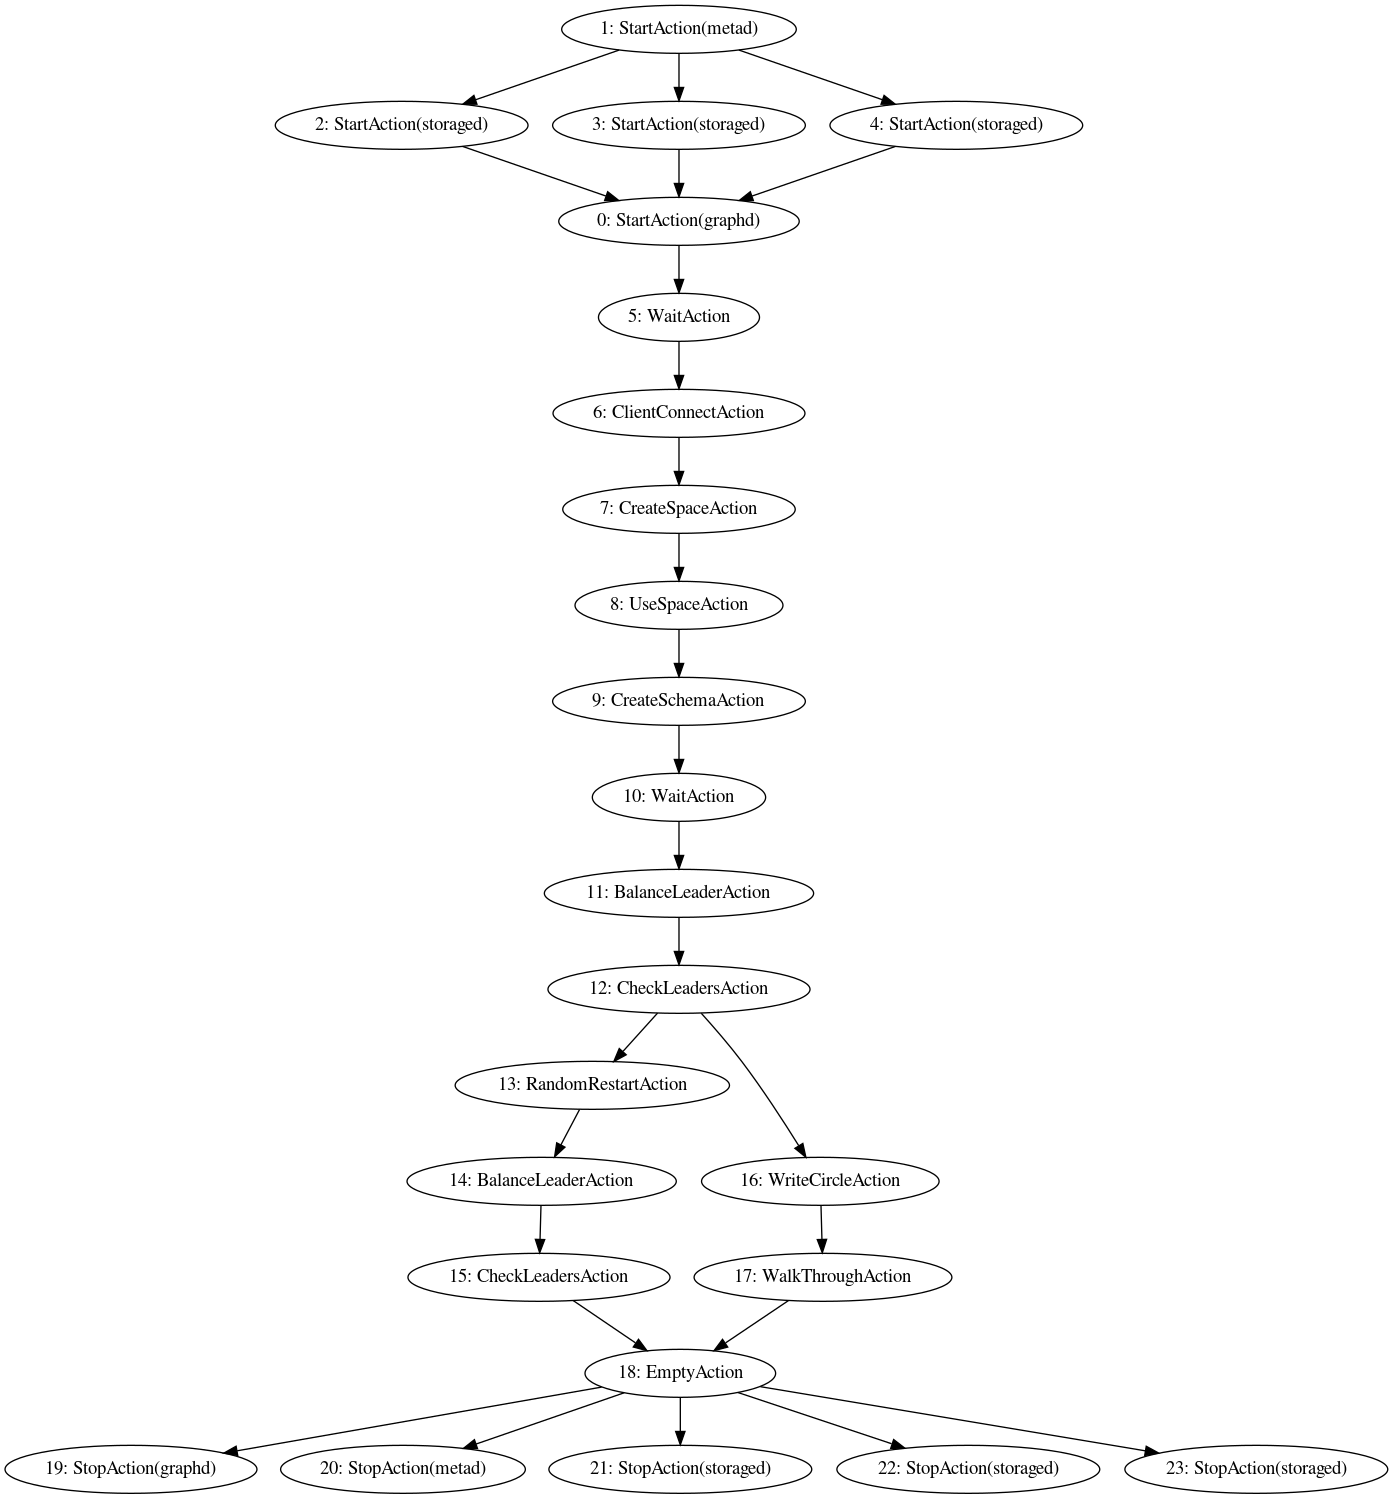 1: StartAction(metad)
2: StartAction(storaged)
3: StartAction(storaged)
4: StartAction(storaged)
0: StartAction(graphd)
5: WaitAction
6: ClientConnectAction
7: CreateSpaceAction
8: UseSpaceAction
9: CreateSchemaAction
10: WaitAction
11: BalanceLeaderAction
12: CheckLeadersAction
13: RandomRestartAction
14: BalanceLeaderAction
16: WriteCircleAction
15: CheckLeadersAction
17: WalkThroughAction
18: EmptyAction
19: StopAction(graphd)
20: StopAction(metad)
21: StopAction(storaged)
22: StopAction(storaged)
23: StopAction(storaged)